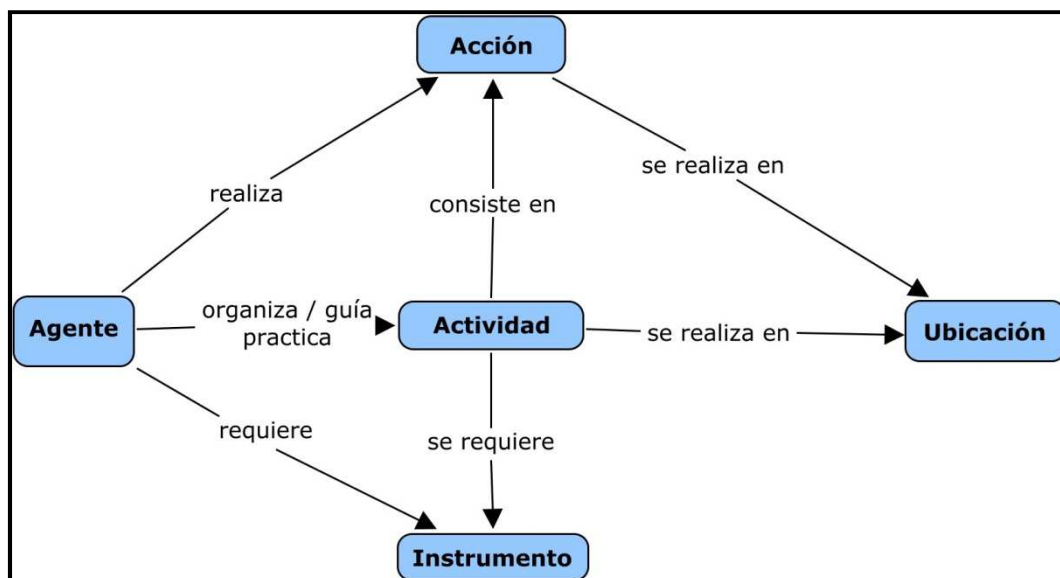 Acción
realiza
se realiza en
consiste en
organiza / guía
practica
Agente
Actividad
se realiza en
Ubicación
requiere
se requiere
Instrumento